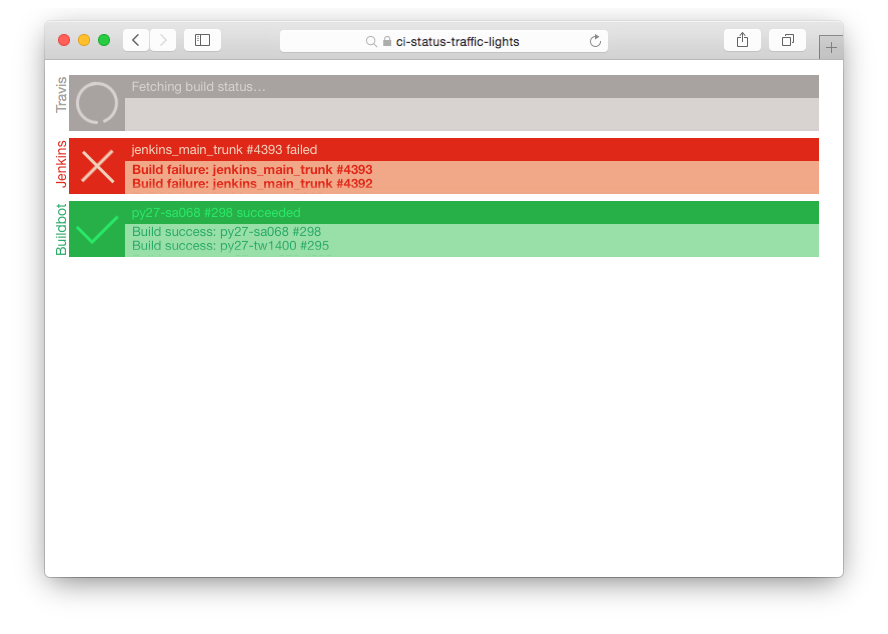 ci-status-traffic-lights
Travis
Fetching build status…
Jenkins
jenkins_main_trunk #4393 failed
Build failure: jenkins_main_trunk #4393
Build failure: jenkins_main_trunk #4392
Buildbot
py27-sa068 #298 succeeded
Build success: py27-sa068 #298
Build success: py27-tw1400 #295